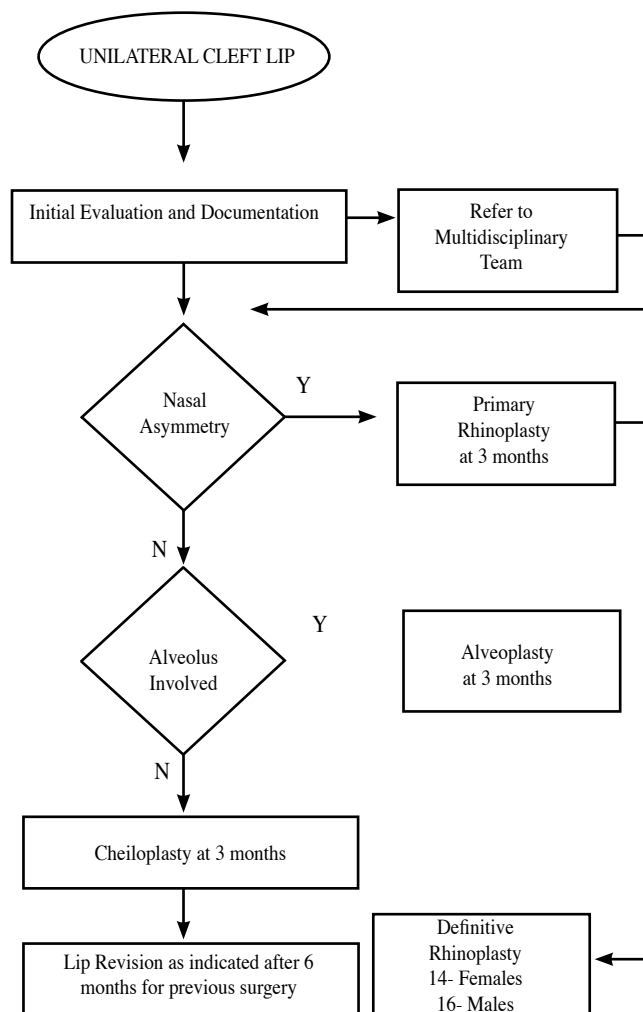 UNILATERAL CLEFT LIP
Initial Evaluation and Documentation
Refer to
Multidisciplinary
Team
Nasal
Asymmetry
Y
Primary
Rhinoplasty
at 3 months
N
Alveolus
Involved
Y
Alveoplasty
at 3 months
N
Cheiloplasty at 3 months
Lip Revision as indicated after 6
months for previous surgery
Definitive
Rhinoplasty
14- Females
16- Males